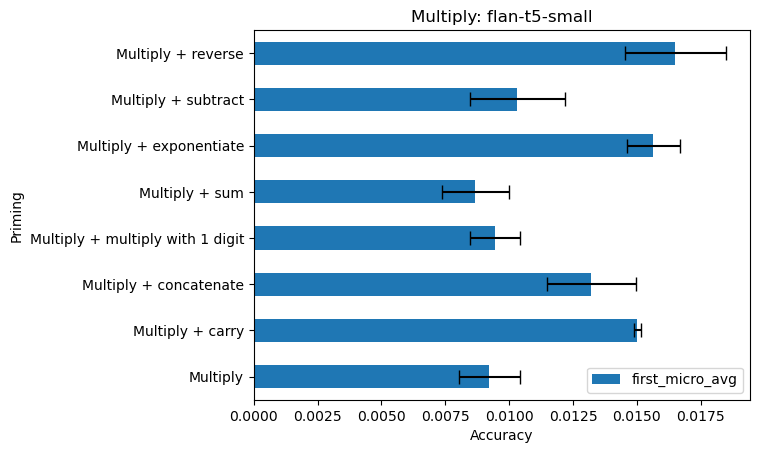 Multiply: flan-t5-small
Priming
Multiply + reverse
Multiply + subtract
Multiply + exponentiate
Multiply + sum
Multiply + multiply with 1 digit
Multiply + concatenate
Multiply + carry
Multiply
first_micro_avg
0.0000 0.0025 0.0050 0.0075 0.0100 0.0125 0.0150 0.0175
Accuracy